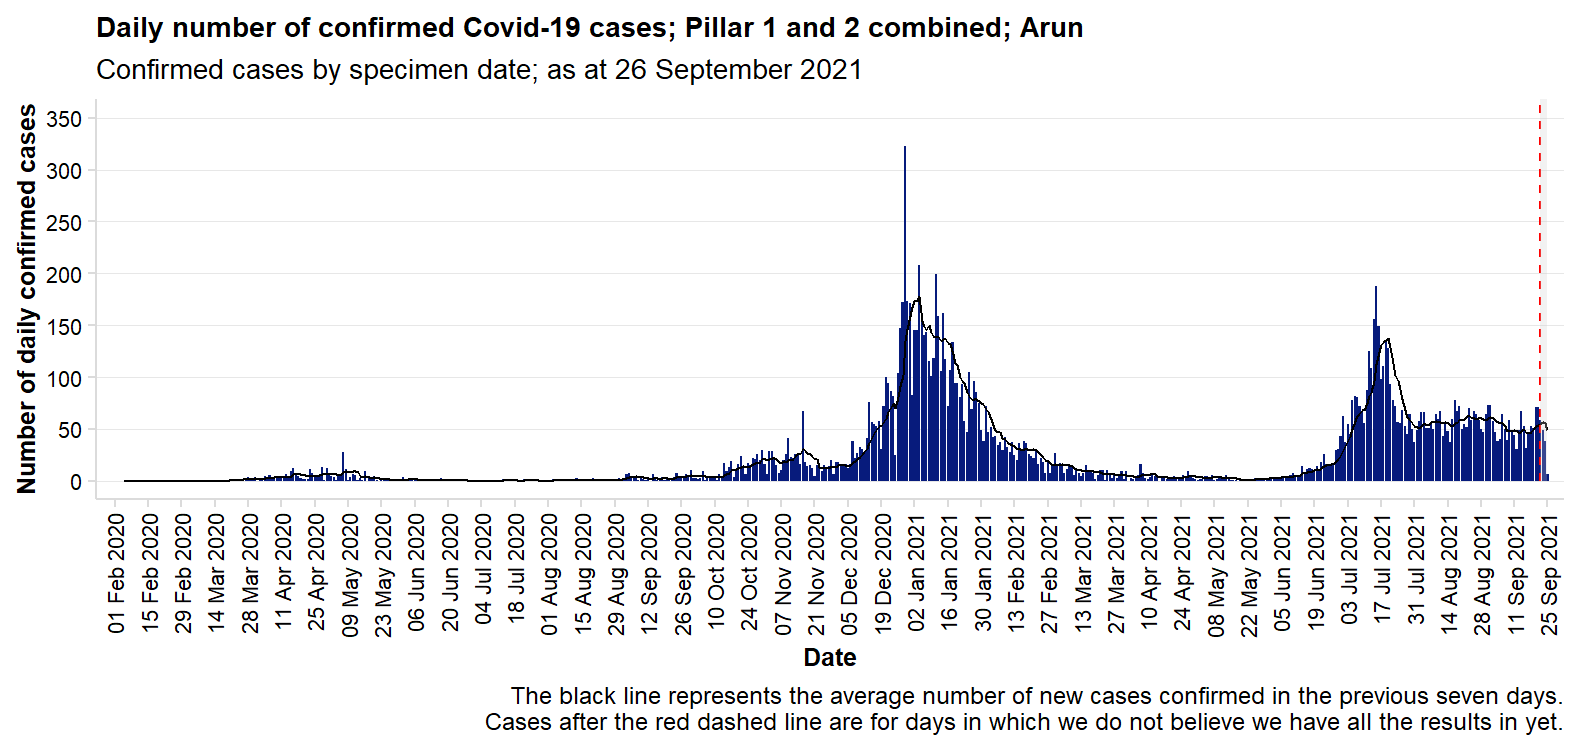 Daily number of confirmed Covid-19 cases; Pillar 1 and 2 combined; Arun
Confirmed cases by specimen date; as at 26 September 2021
Number of daily confirmed cases
350
300
250
200
150
100
50
0
01 Feb 2020
15 Feb 2020
29 Feb 2020
14 Mar 2020
28 Mar 2020
11 Apr 2020
25 Apr 2020
09 May 2020
23 May 2020
06 Jun 2020
20 Jun 2020
04 Jul 2020
18 Jul 2020
01 Aug 2020
15 Aug 2020
29 Aug 2020
12 Sep 2020
26 Sep 2020
10 Oct 2020
24 Oct 2020
07 Nov 2020
21 Nov 2020
05 Dec 2020
19 Dec 2020
02 Jan 2021
16 Jan 2021
30 Jan 2021
13 Feb 2021
27 Feb 2021
13 Mar 2021
27 Mar 2021
10 Apr 2021
24 Apr 2021
08 May 2021
22 May 2021
05 Jun 2021
19 Jun 2021
03 Jul 2021
17 Jul 2021
31 Jul 2021
14 Aug 2021
28 Aug 2021
11 Sep 2021
25 Sep 2021
Date
The black line represents the average number of new cases confirmed in the previous seven days.
Cases after the red dashed line are for days in which we do not believe we have all the results in yet.